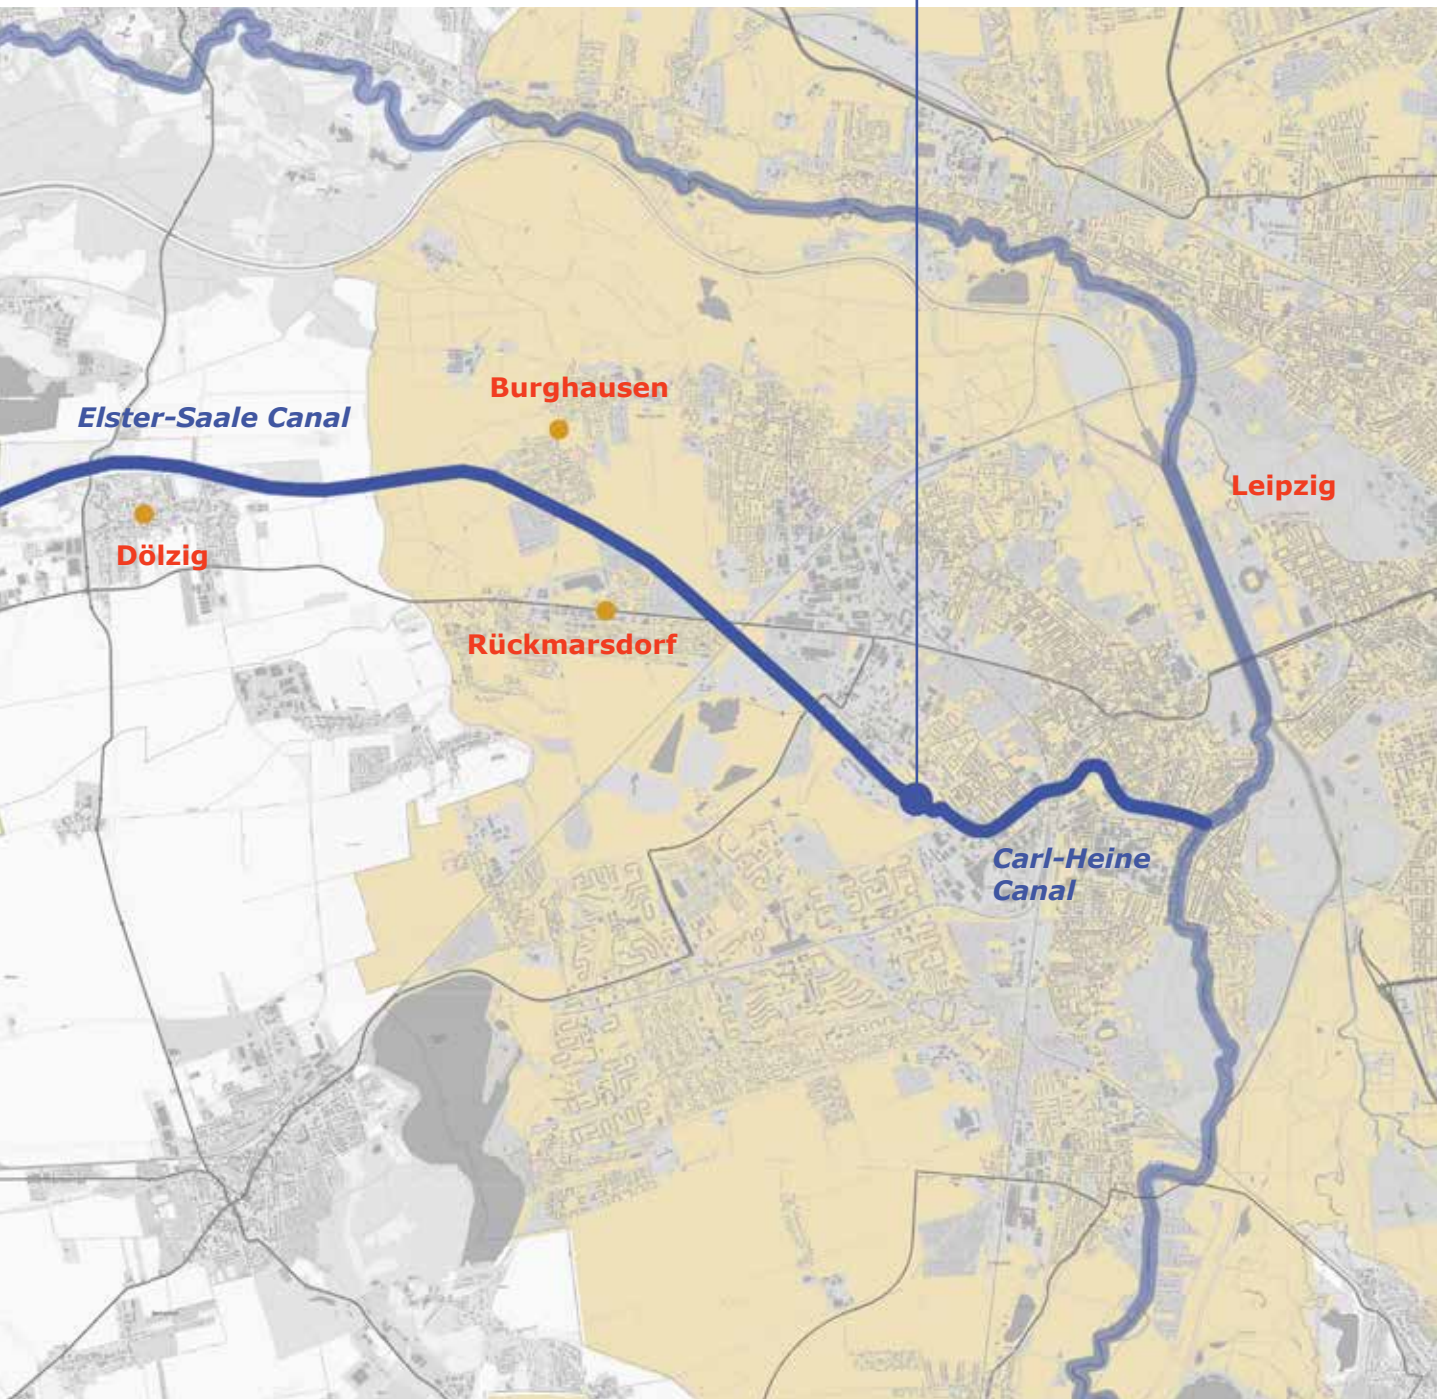 Burghausen
Elster-Saale Canal
Leipzig
Dölzig
Rückmarsdorf
Carl-Heine
Canal